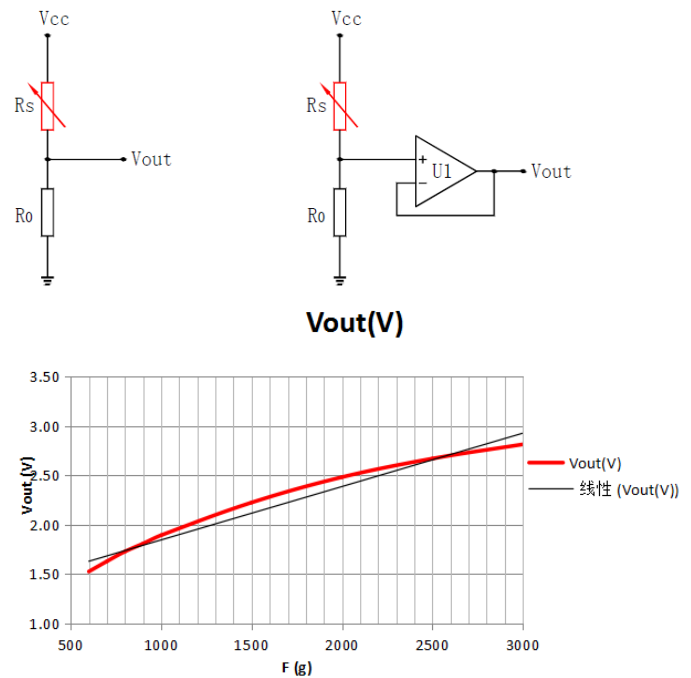 Vcc
Rs
Vout
R0
Vcc
Rs
+
U1
−
Vout
R0
Vout(V)
3.50
3.00
2.50
2.00
1.50
1.00
Vout (V)
500
1000
1500
2000
2500
3000
F (g)
Vout(V)
线性 (Vout(V))